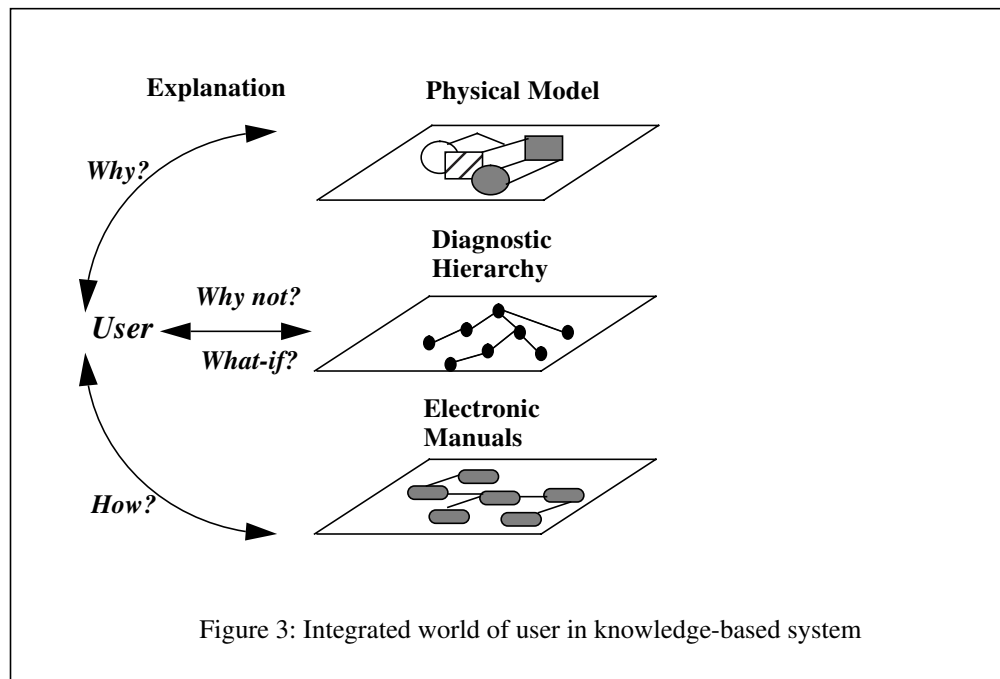 Explanation
Physical Model
Why?
Diagnostic
Hierarchy
Why not?
User
What-if?
Electronic
Manuals
How?
Figure 3: Integrated world of user in knowledge-based system